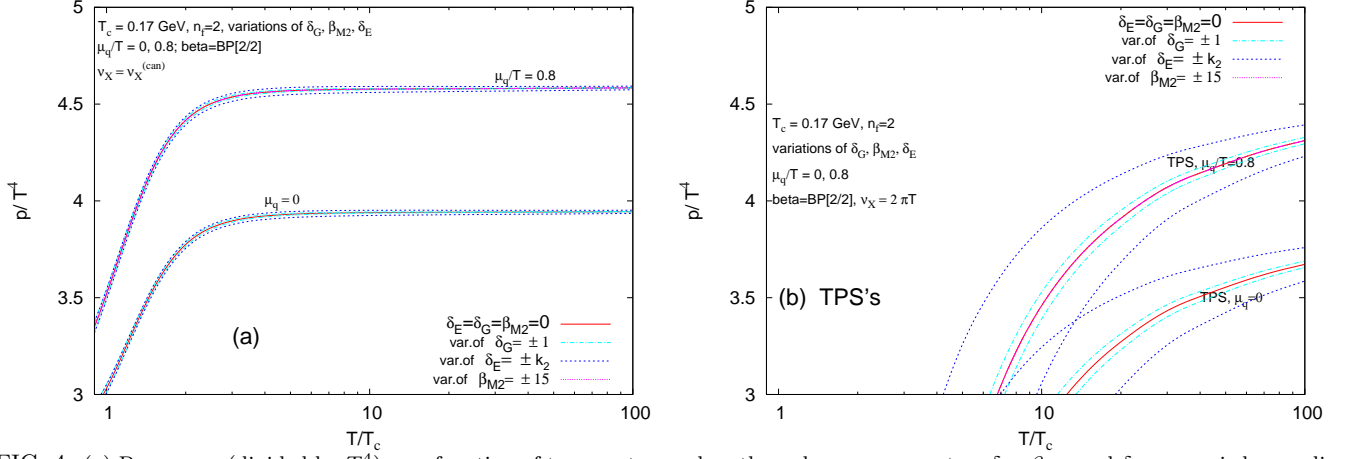 5
4.5
4
3.5
3
p/ T^4
T_c = 0.17 GeV, n_f=2, variations of δ_G, β_M2, δ_E
μ_q/T = 0, 0.8; beta=BP[2/2]
ν_X = ν_X^(can)
μ_q/T = 0.8
μ_q = 0
(a)
δ_E=δ_G=β_M2=0
var.of δ_G= ± 1
var.of δ_E= ± k_2
var.of β_M2= ± 15
1
10
100
T/T_c
5
4.5
4
3.5
3
p/ T^4
δ_E=δ_G=β_M2=0
var.of δ_G= ± 1
var.of δ_E= ± k_2
var.of β_M2= ± 15
T_c = 0.17 GeV, n_f=2
variations of δ_G, β_M2, δ_E
μ_q/T = 0, 0.8
beta=BP[2/2], ν_X = 2 πT
TPS, μ_q/T=0.8
(b) TPS's
TPS, μ_q=0
1
10
100
T/T_c